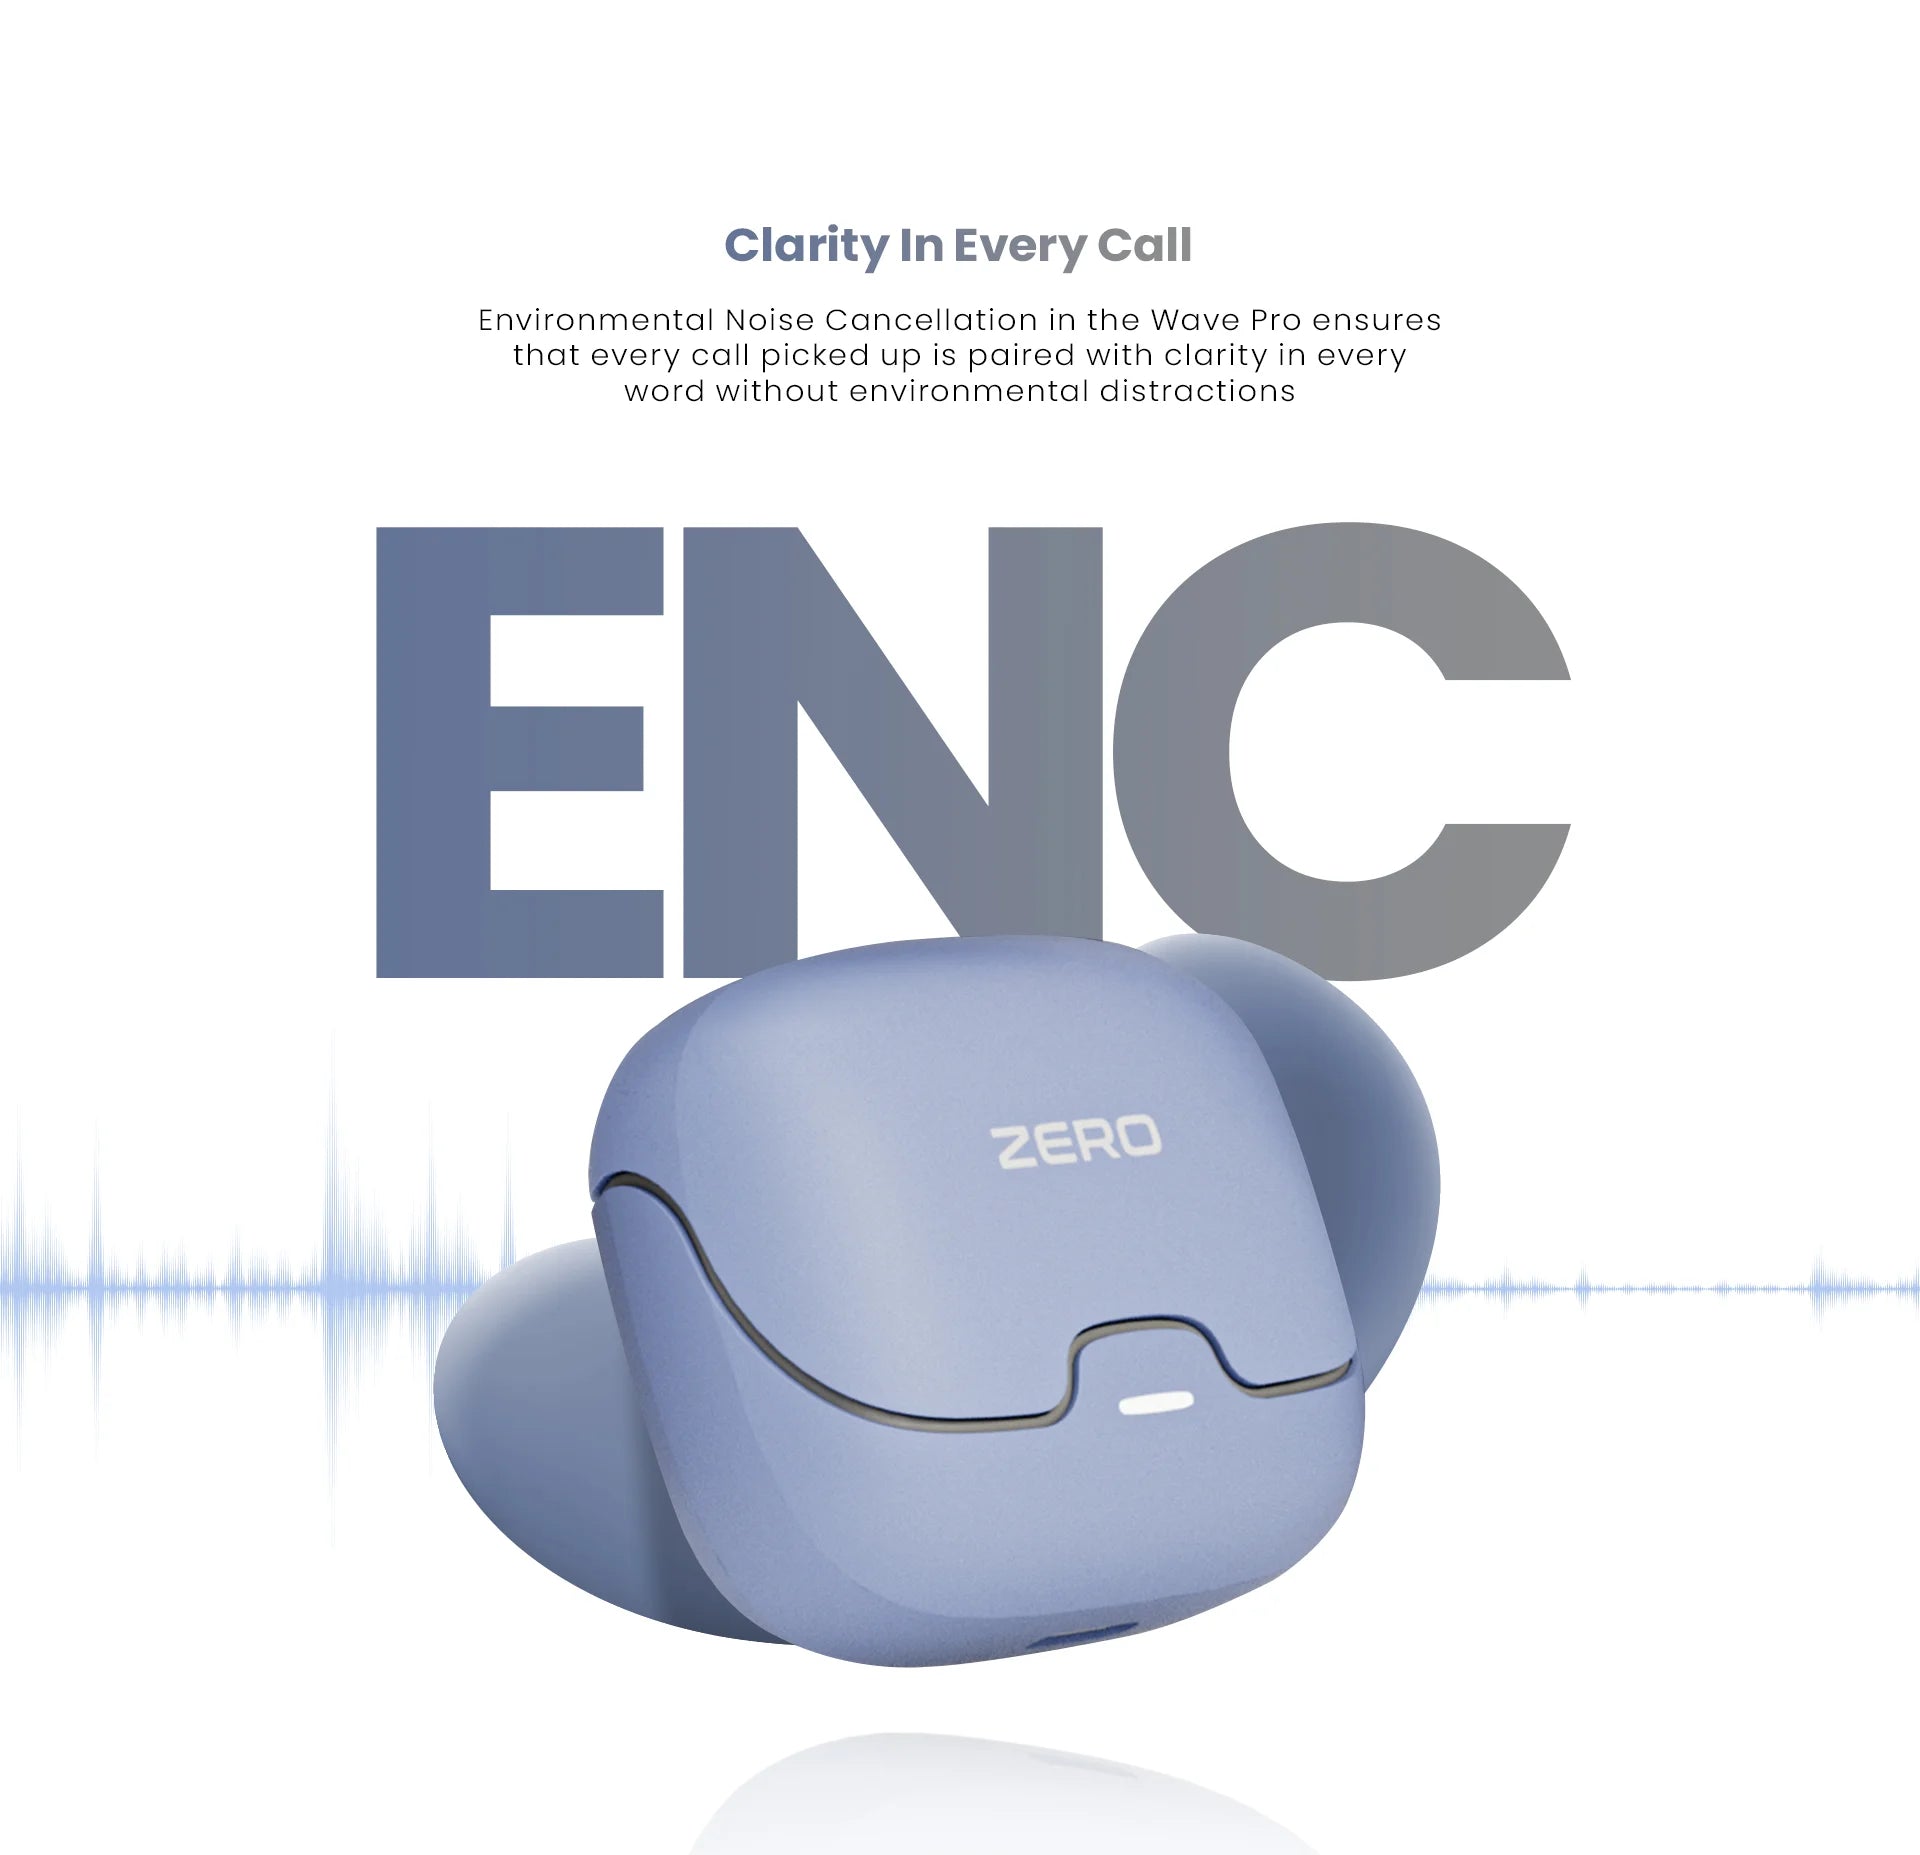 Clarity In Every Call
Environmental Noise Cancellation in the Wave Pro ensures
that every call picked up is paired with clarity in every
word without environmental distractions
ENC
ZERO